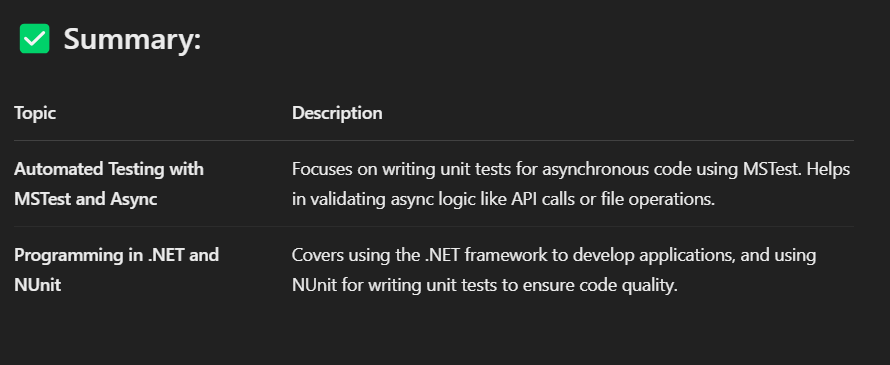 ✅ Summary:
Topic Description
Automated Testing with Focuses on writing unit tests for asynchronous code using MSTest. Helps
MSTest and Async in validating async logic like API calls or file operations.
Programming in .NET and Covers using the .NET framework to develop applications, and using
NUnit NUnit for writing unit tests to ensure code quality.